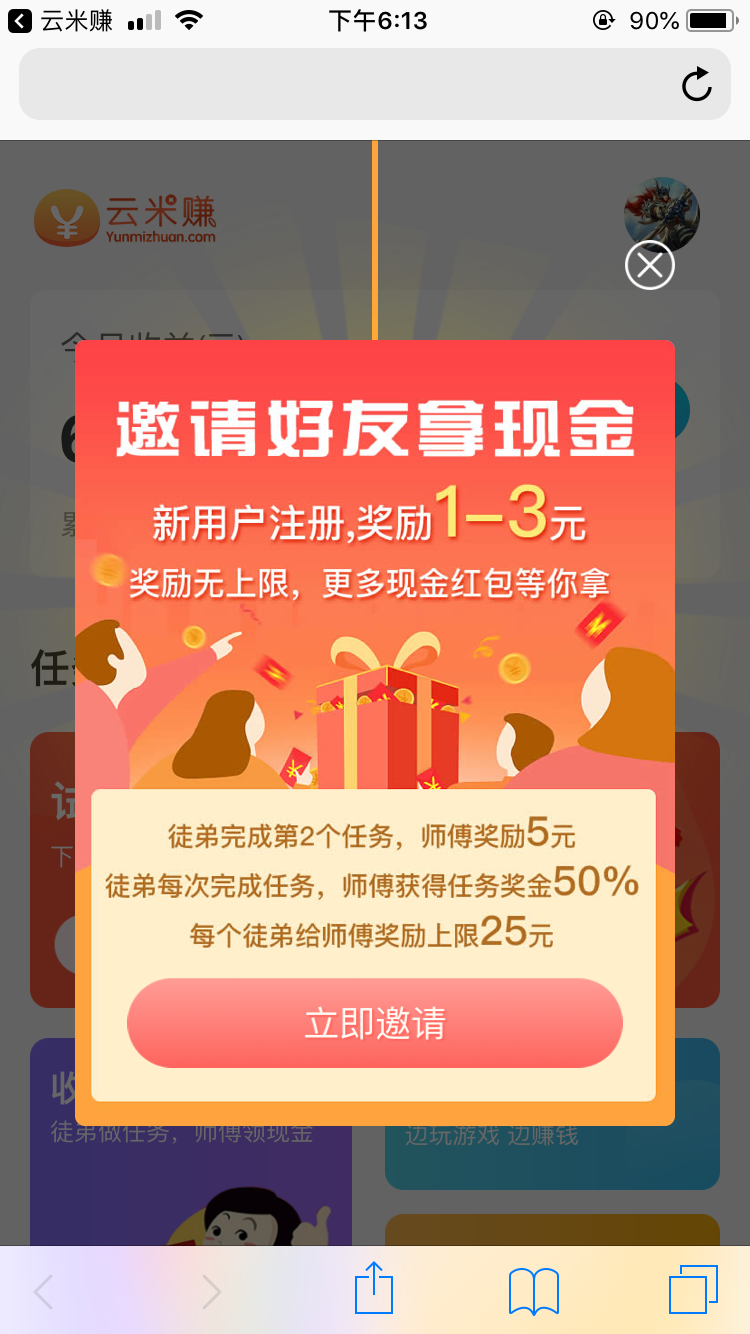 云米赚
下午6:13
90%
云米赚
Yunmizhuan.com
邀请好友拿现金
新用户注册,奖励1-3元
奖励无上限，更多现金红包等你拿
任
徒弟完成第2个任务，师傅奖励5元
徒弟每次完成任务，师傅获得任务奖金50%
每个徒弟给师傅奖励上限25元
立即邀请
下
收
徒弟做任务，师傅领现金
边玩游戏 边赚钱